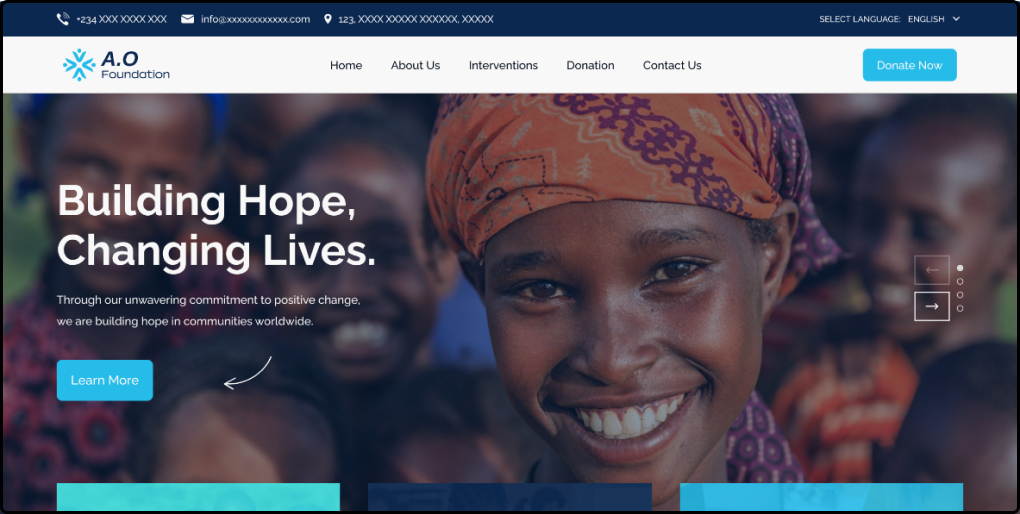 +234 XXX XXXX XXX
info@xxxxxxxxxxxxx.com
123, XXXX XXXXX XXXXXX, XXXXX
SELECT LANGUAGE: ENGLISH
A.O
Foundation
Home
About Us
Interventions
Donation
Contact Us
Donate Now
Building Hope,
Changing Lives.
Through our unwavering commitment to positive change,
we are building hope in communities worldwide.
Learn More